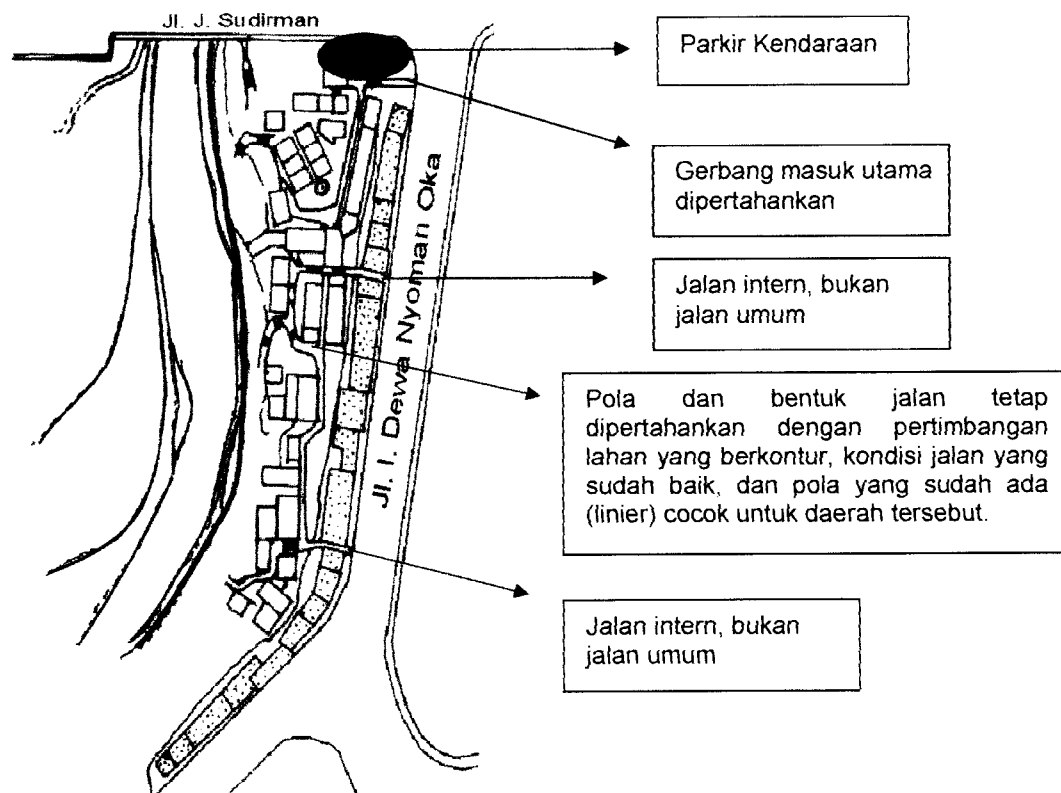 Jl. J. Sudirman
Parkir Kendaraan
Gerbang masuk utama
dipertahankan
Jl. I. Dewa Nyoman Oka
Jalan intern, bukan
jalan umum
Pola dan bentuk jalan tetap
dipertahankan dengan pertimbangan
lahan yang berkontur, kondisi jalan yang
sudah baik, dan pola yang sudah ada
(linier) cocok untuk daerah tersebut.
Jalan intern, bukan
jalan umum